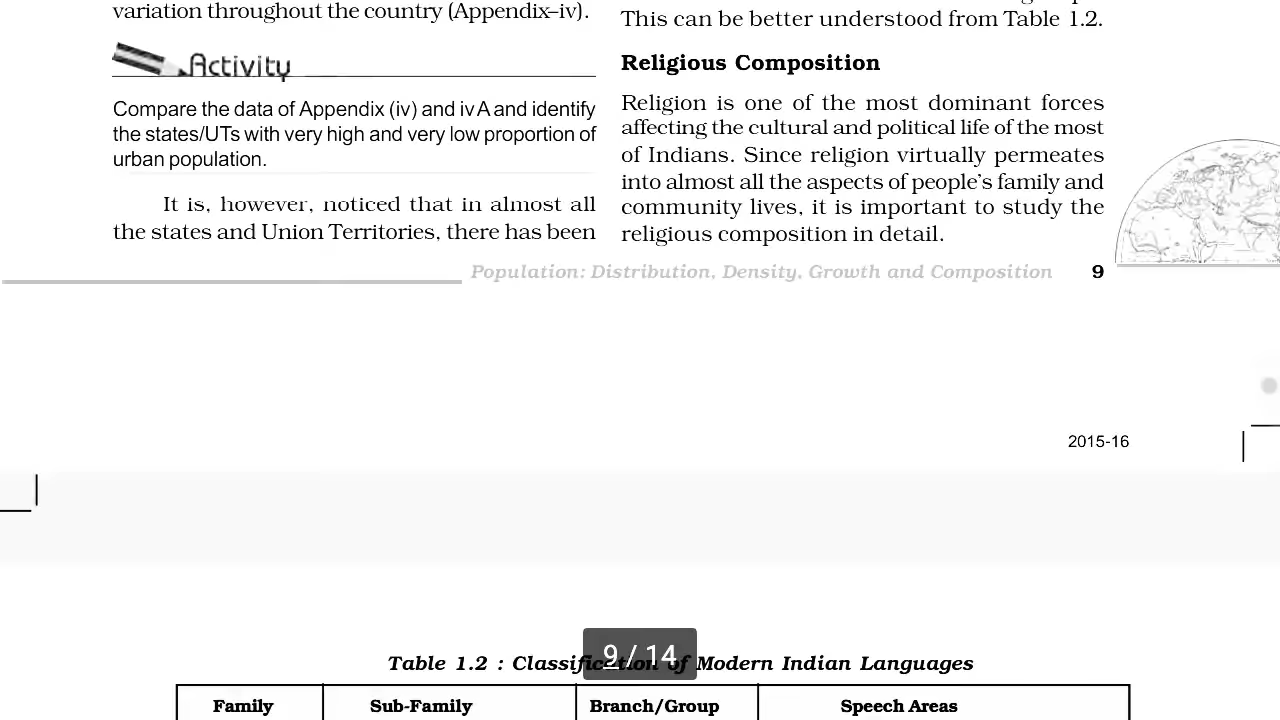 variation throughout the country (Appendix–iv).
Activity
Compare the data of Appendix (iv) and ivA and identify
the states/UTs with very high and very low proportion of
urban population.
It is, however, noticed that in almost all
the states and Union Territories, there has been
This can be better understood from Table 1.2.
Religious Composition
Religion is one of the most dominant forces
affecting the cultural and political life of the most
of Indians. Since religion virtually permeates
into almost all the aspects of people's family and
community lives, it is important to study the
religious composition in detail.
Population: Distribution, Density, Growth and Composition 9
2015-16
9 / 14
Table 1.2 : Classification of Modern Indian Languages
Family Sub-Family Branch/Group Speech Areas